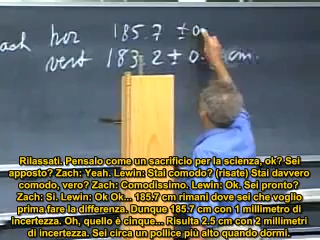 Zach hor 185.7 ± 0
vert 183.2 ± 0. cm.
Rilassati. Pensalo come un sacrificio per la scienza, ok? Sei
apposto? Zach: Yeah. Lewin: Stai comodo? (risate) Stai davvero
comodo, vero? Zach: Comodissimo. Lewin: Ok. Sei pronto?
Zach: Si. Lewin Ok Ok... 185.7 cm rimani dove sei che voglio
prima fare la differenza. Dunque 185.7 cm con 1 millimetro di
Incertezza. Oh, quello è cinque... Risulta 2.5 cm con 2 millimetri
di incertezza. Sei circa un pollice più alto quando dormi.